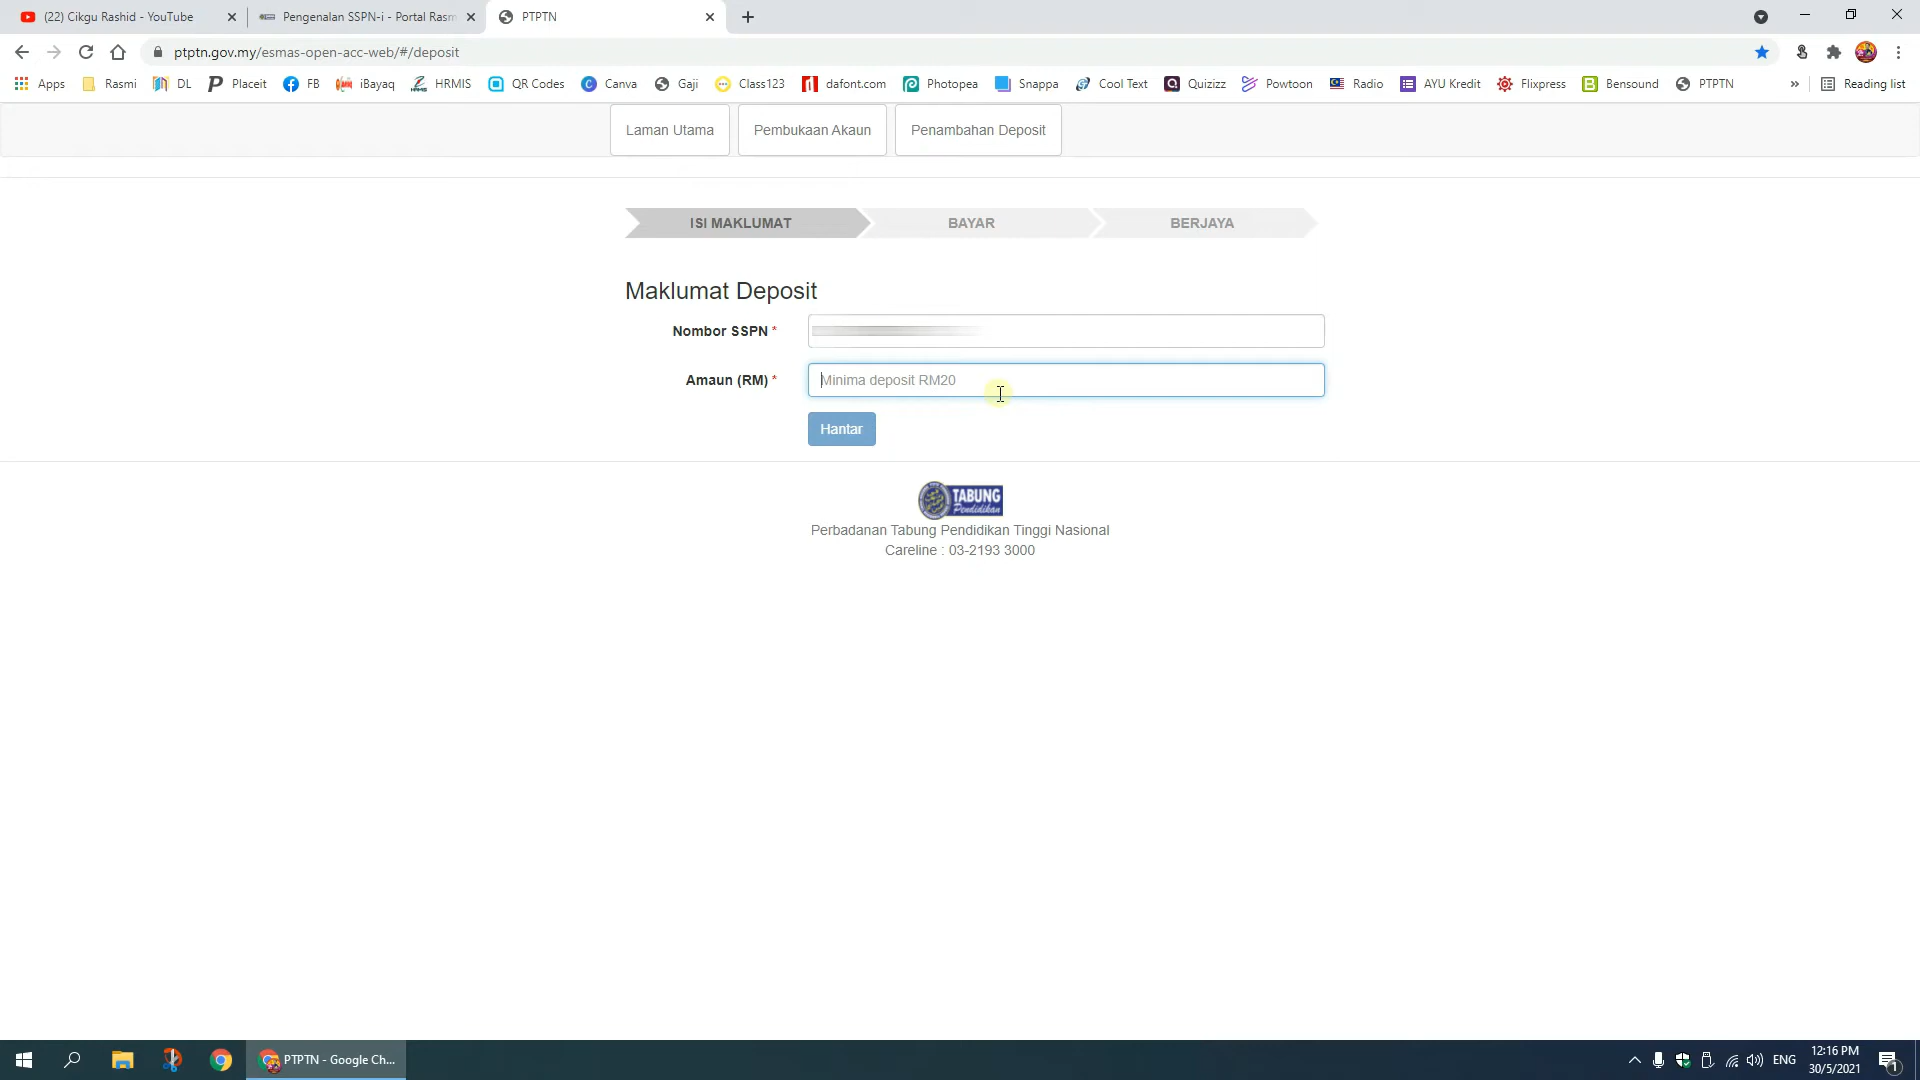 (22) Cikgu Rashid - YouTube
Pengenalan SSPN-i - Portal Rasm
PTPTN
ptptn.gov.my/esmas-open-acc-web/#/deposit
Apps Rasmi DL Placeit FB iBayaq HRMIS QR Codes Canva Gaji Class123 dafont.com Photopea Snappa Cool Text Quizizz Powtoon Radio AYU Kredit Flixpress Bensound PTPTN » Reading list
Laman Utama
Pembukaan Akaun
Penambahan Deposit
ISI MAKLUMAT
BAYAR
BERJAYA
Maklumat Deposit
Nombor SSPN *
Amaun (RM) * Minima deposit RM20
Hantar
TABUNG
Pendidikan
Perbadanan Tabung Pendidikan Tinggi Nasional
Careline : 03-2193 3000
PTPTN - Google Ch...
ENG
12:16 PM
30/5/2021
1